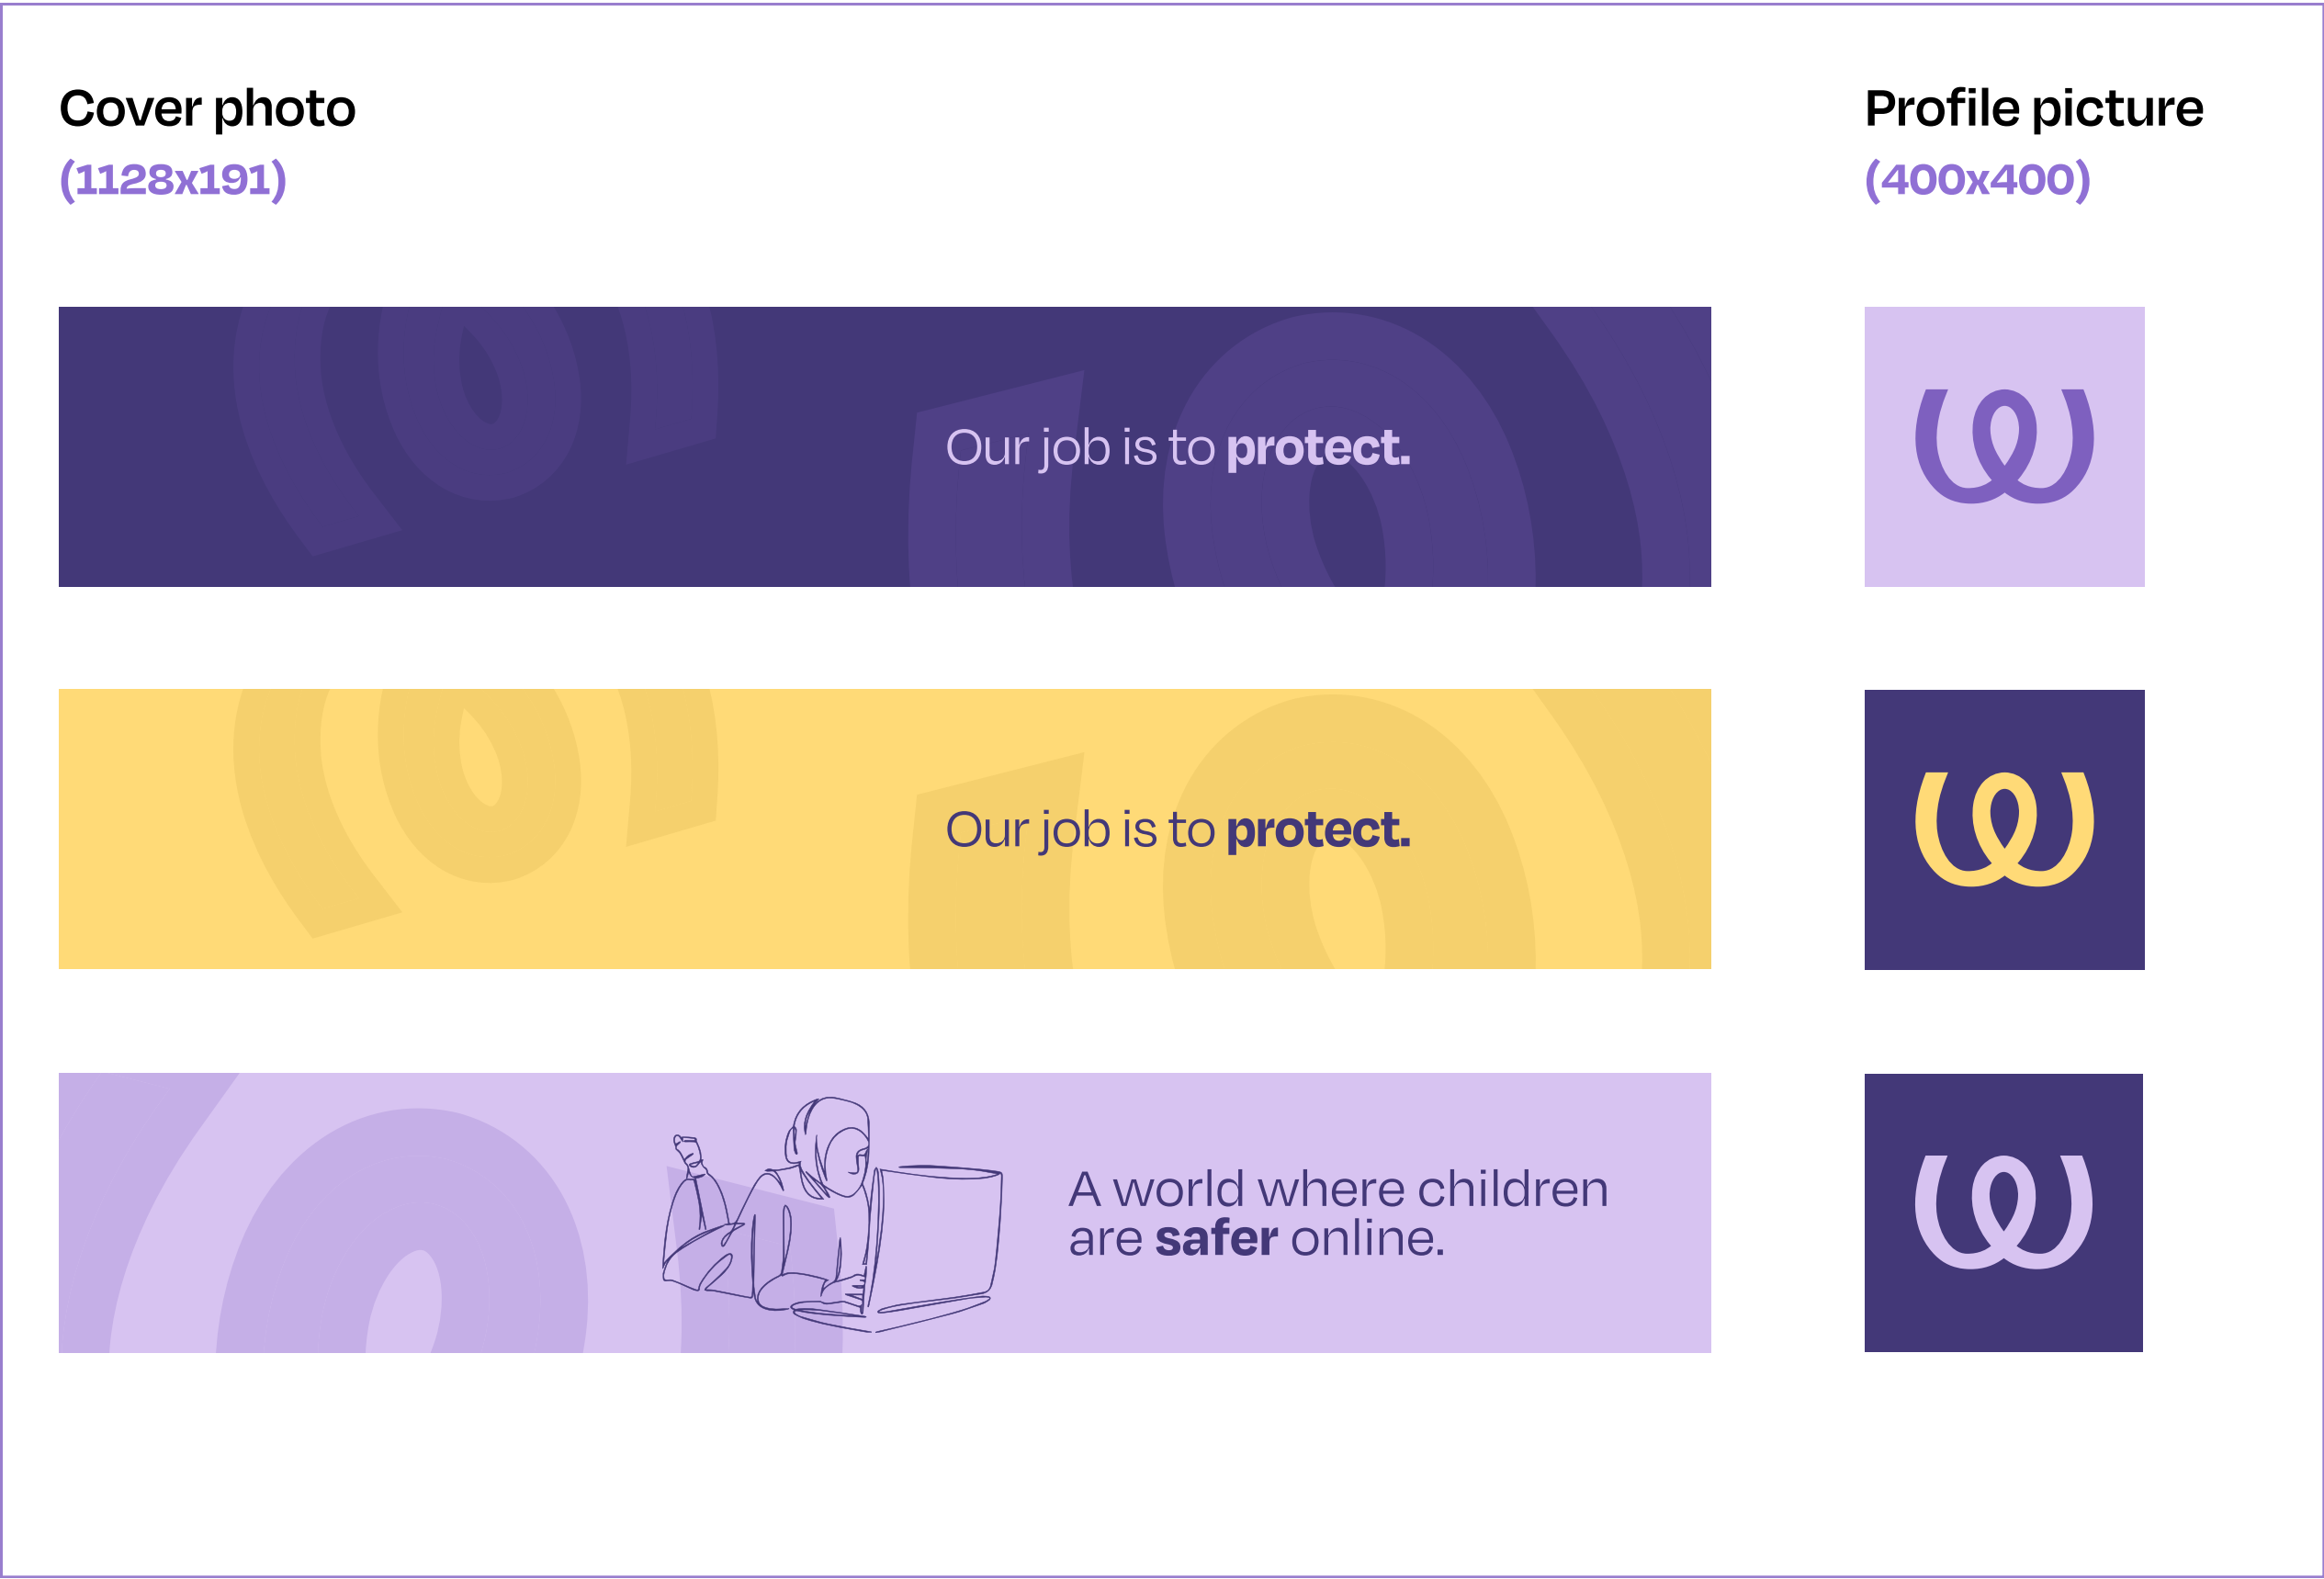 Cover photo
(1128x191)
Profile picture
(400x400)
Our job is to protect.
Our job is to protect.
A world where children
are safer online.